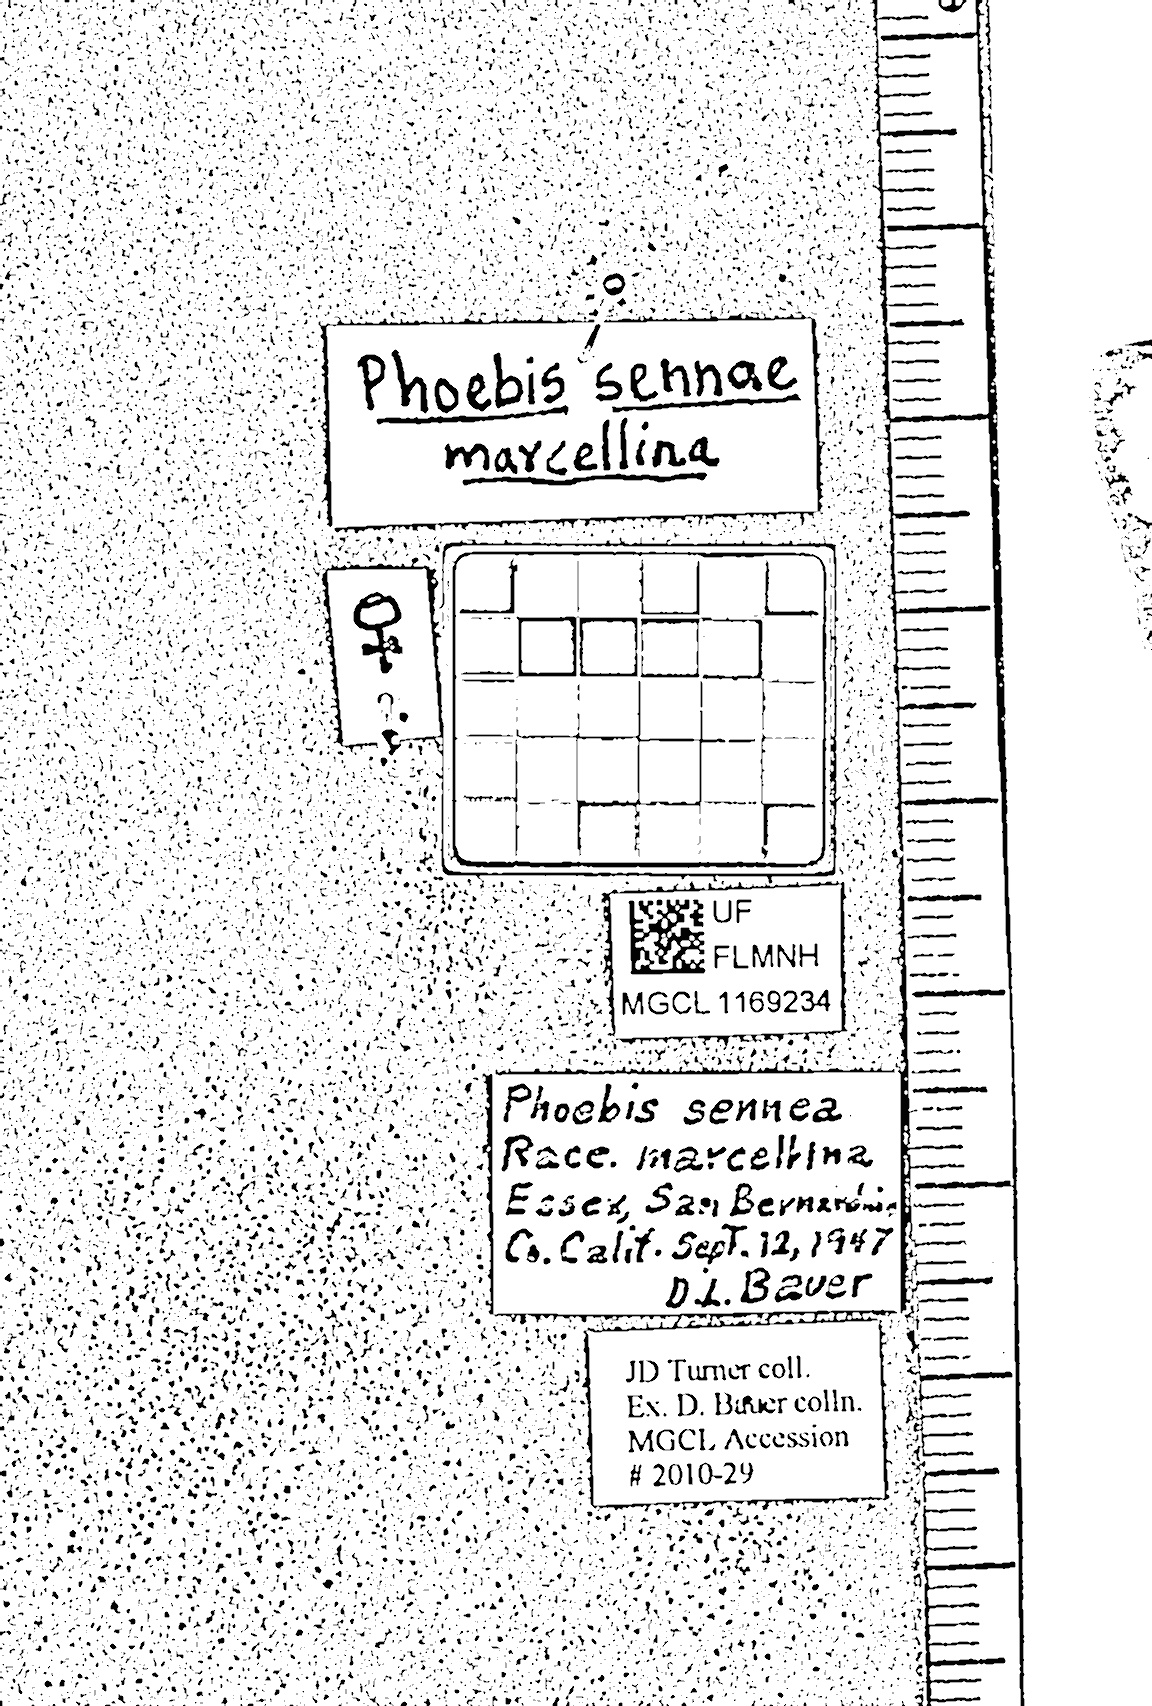 Phoebis sennae
marcellina
♀
UF
FLMNH
MGCL 1169234
Phoebis sennea
Race. marcellina
Essex, San Bernardin
Co. Calif. Sept. 12, 1947
D.L. Bauer
JD Turner coll.
Ex. D. Bauer colln.
MGCL Accession
# 2010-29